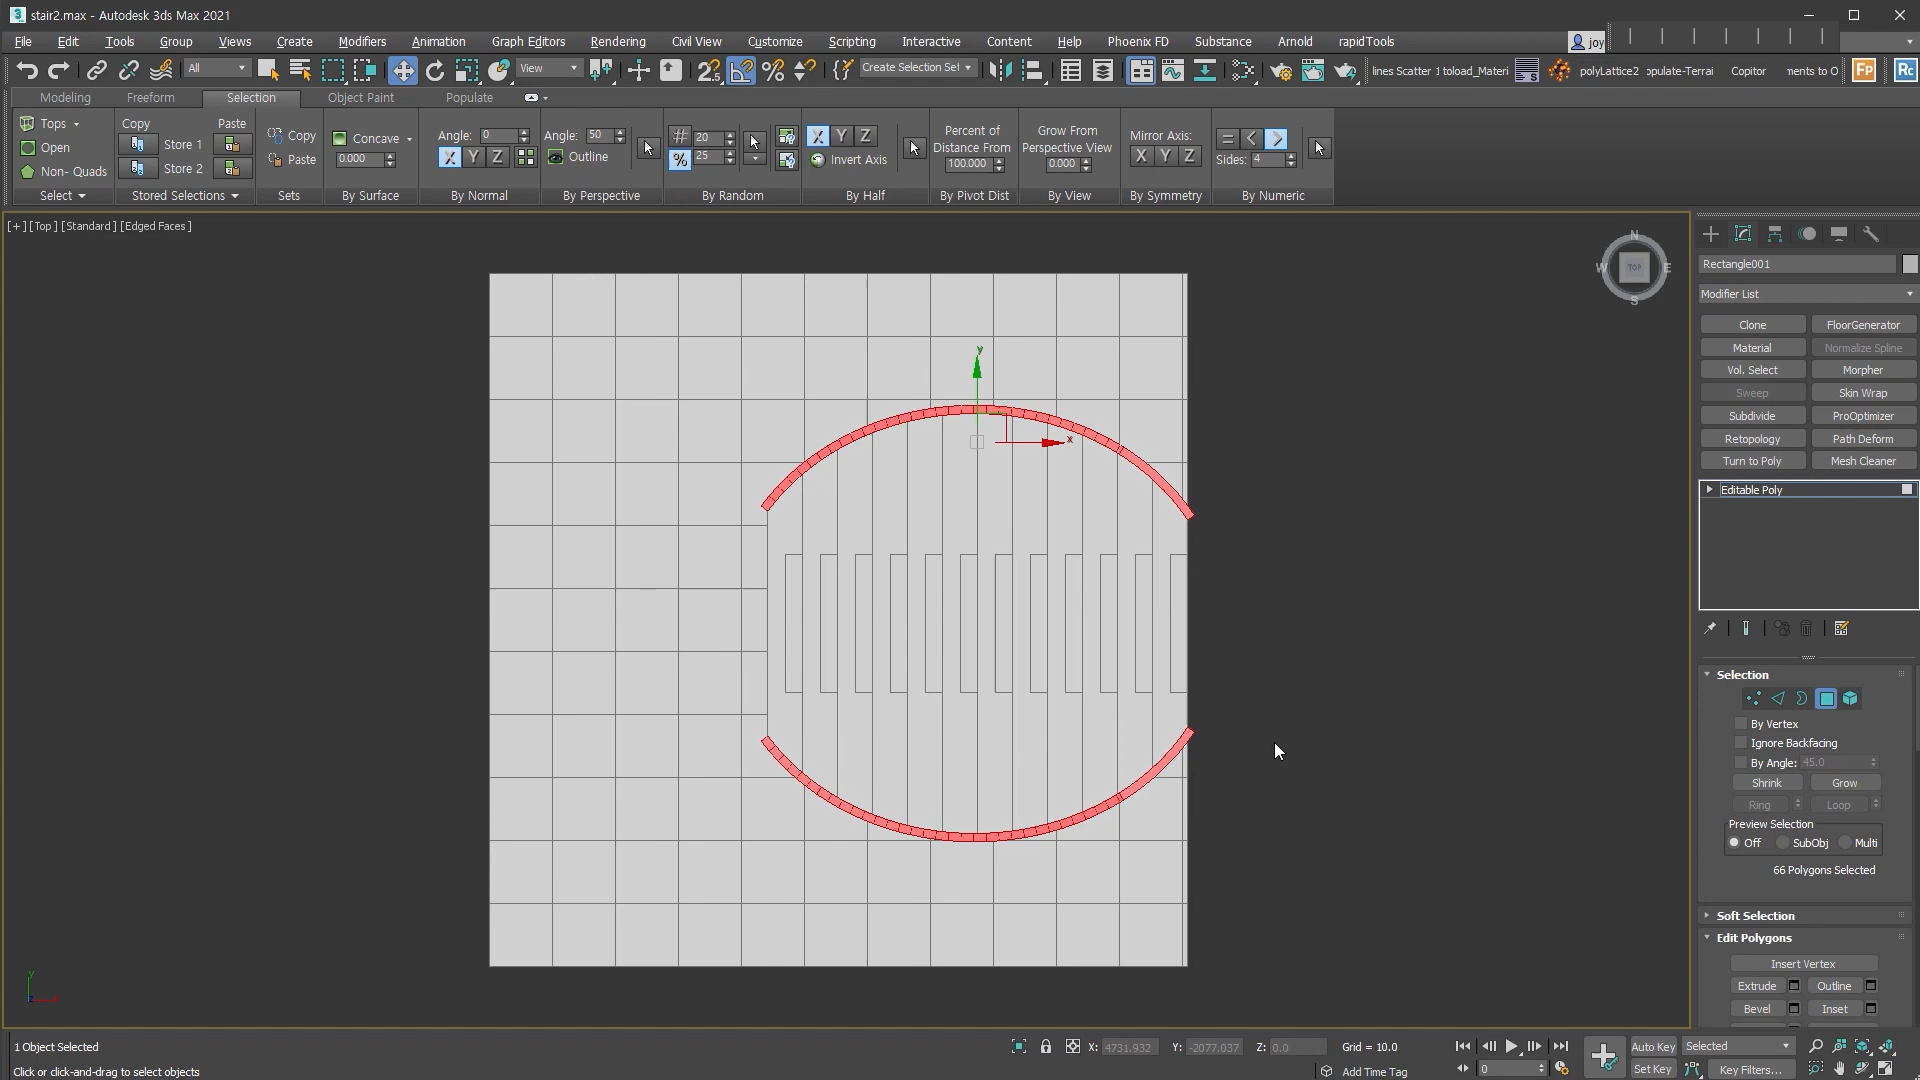 stair2.max - Autodesk 3ds Max 2021
File Edit Tools Group Views Create Modifiers Animation Graph Editors Rendering Civil View Customize Scripting Interactive Content Help Phoenix FD Substance Arnold rapidTools joy
All View Create Selection Set lines Scatter 1 toload_Materi polyLattice2 opulate-Terrai Copitor ments to O Fp Rc
Modeling Freeform Selection Object Paint Populate
Tops Copy Paste Copy Concave Angle: 0 Angle: 50 # 20 X Y Z Percent of Grow From Mirror Axis: = < >
Open Store 1 Paste 0.000 X Y Z Outline % 25 Invert Axis Distance From Perspective View X Y Z Sides: 4
Non- Quads Store 2 100.000 0.000
Select Stored Selections Sets By Surface By Normal By Perspective By Random By Half By Pivot Dist By View By Symmetry By Numeric
[+] [Top] [Standard] [Edged Faces]
N
W TOP E
S
y
x
Rectangle001
Modifier List
Clone FloorGenerator
Material Normalize Spline
Vol. Select Morpher
Sweep Skin Wrap
Subdivide ProOptimizer
Retopology Path Deform
Turn to Poly Mesh Cleaner
Editable Poly
Selection
By Vertex
Ignore Backfacing
By Angle: 45.0
Shrink Grow
Ring Loop
Preview Selection
Off SubObj Multi
66 Polygons Selected
Soft Selection
Edit Polygons
Insert Vertex
Extrude Outline
Bevel Inset
y
1 Object Selected X: 4731.932 Y: -2077.037 Z: 0.0 Grid = 10.0 Auto Key Selected
Click or click-and-drag to select objects Add Time Tag 0 Set Key Key Filters...